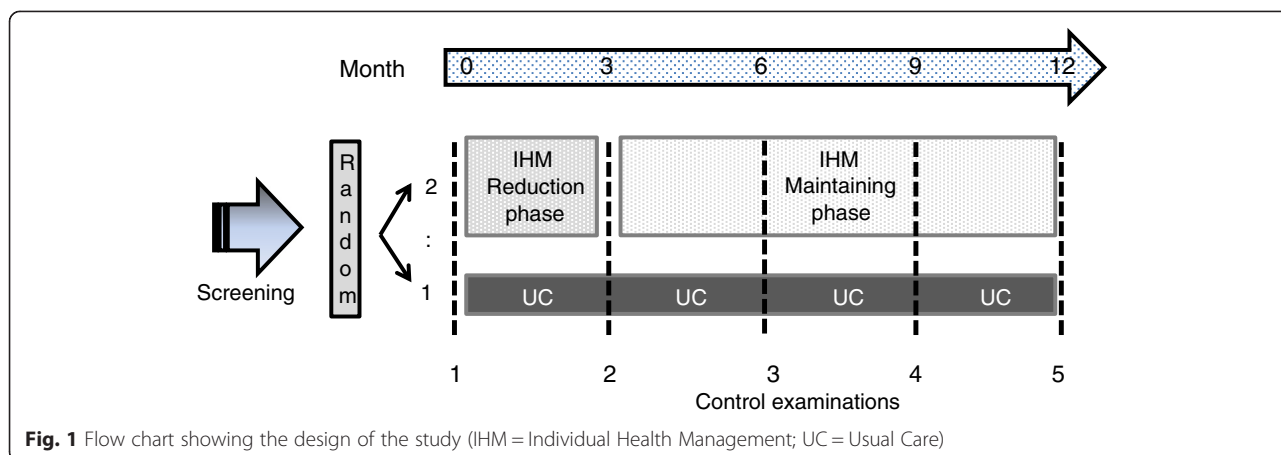 Month 0 3 6 9 12
Random
2
:
1
Screening
IHM
Reduction
phase
IHM
Maintaining
phase
UC UC UC UC
1 2 3 4 5
Control examinations
Fig. 1 Flow chart showing the design of the study (IHM = Individual Health Management; UC = Usual Care)